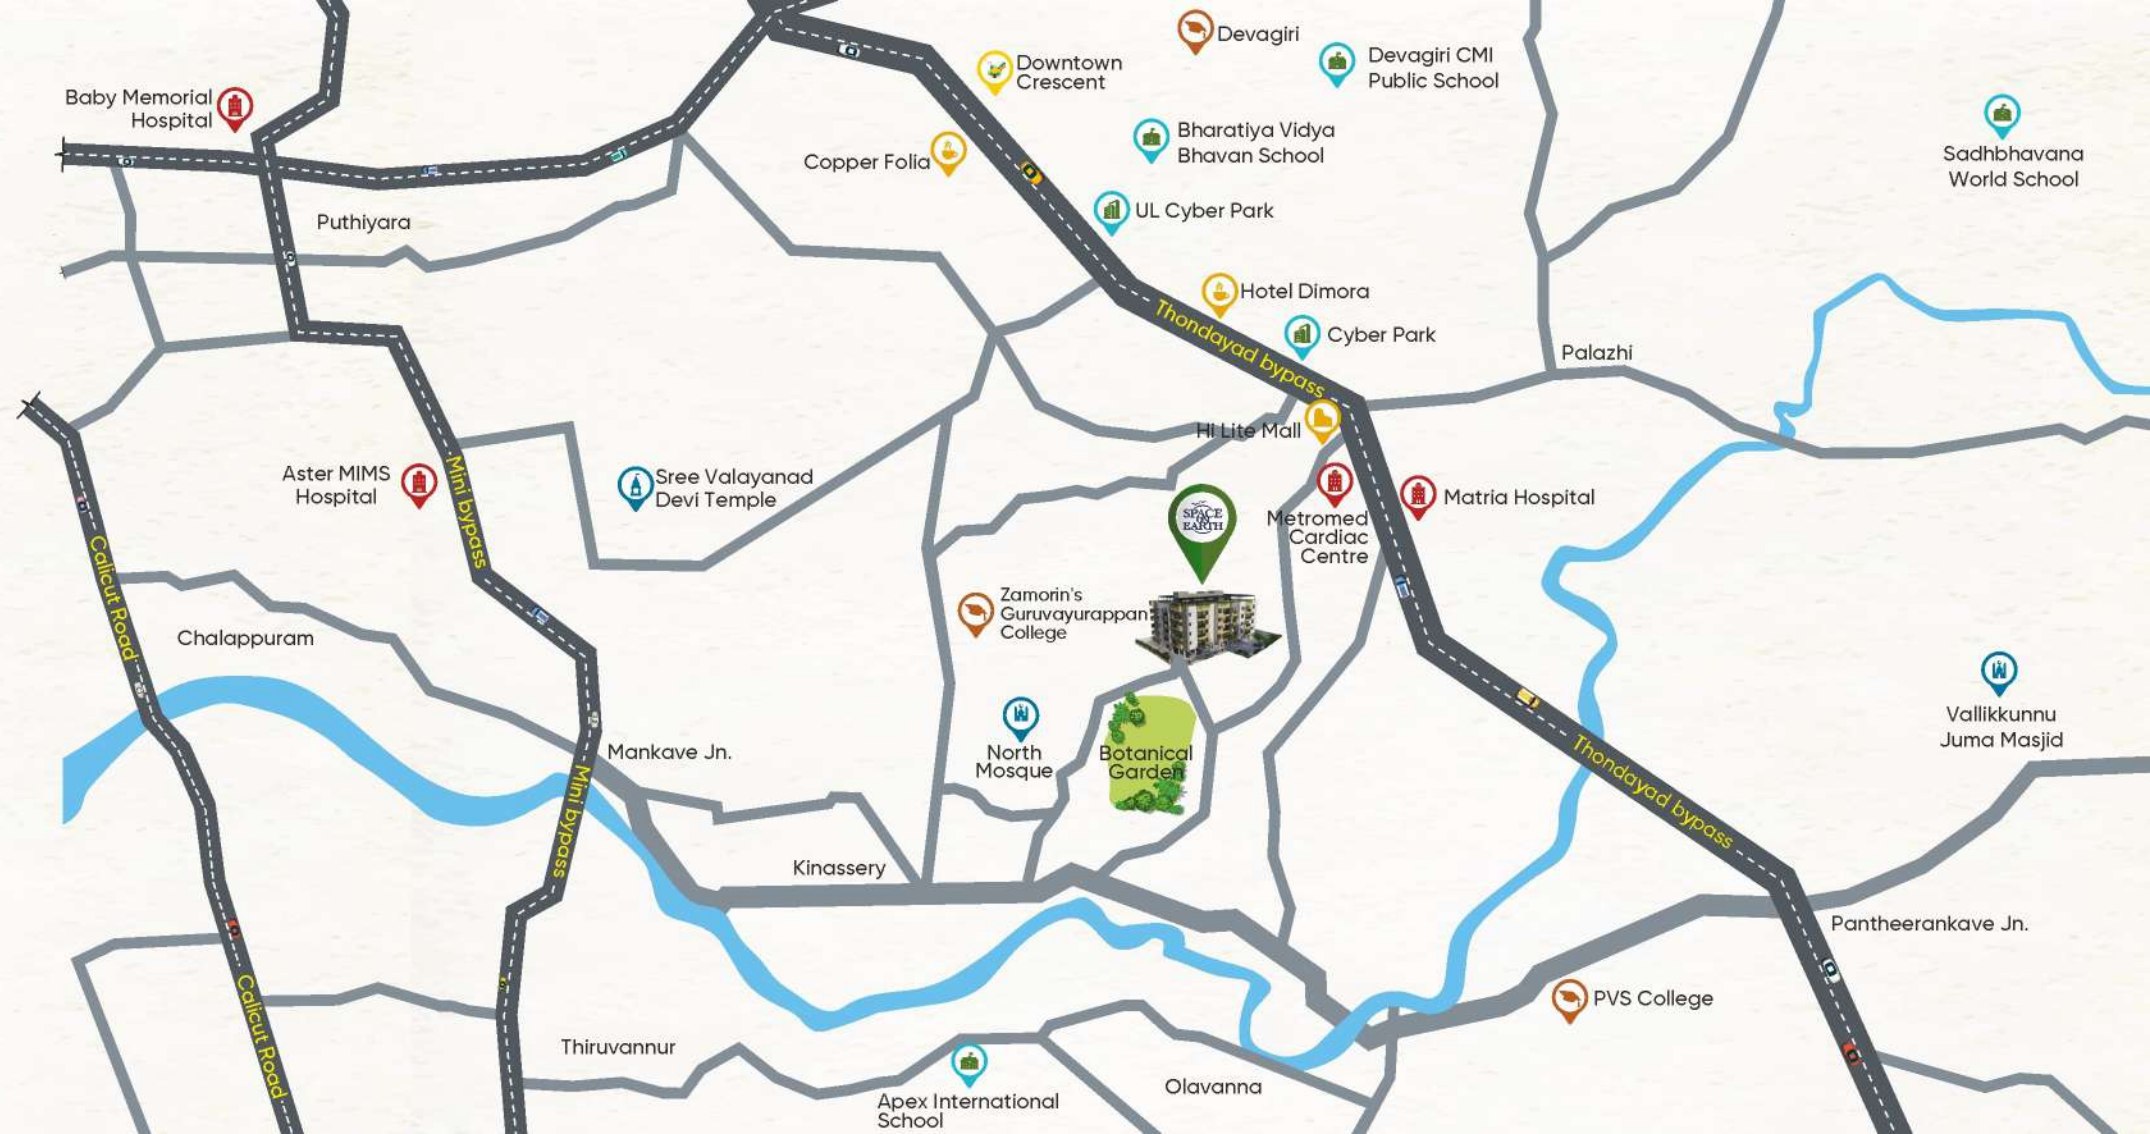 Devagiri
Downtown
Crescent
Devagiri CMI
Public School
Baby Memorial
Hospital
Bharatiya Vidya
Bhavan School
Copper Folia
Sadhbhavana
World School
Puthiyara
UL Cyber Park
Hotel Dimora
Thondayad bypass
Cyber Park
Palazhi
Hi Lite Mall
Aster MIMS
Hospital
Mini bypass
Sree Valayanad
Devi Temple
Matria Hospital
SPACE
ON
EARTH
Metromed
Cardiac
Centre
Calicut Road
Zamorin's
Guruvayurappan
College
Chalappuram
Vallikkunnu
Juma Masjid
Mankave Jn.
North
Mosque
Botanical
Garden
Thondayad bypass
Mini bypass
Kinassery
Pantheerankave Jn.
PVS College
Calicut Road
Thiruvannur
Olavanna
Apex International
School